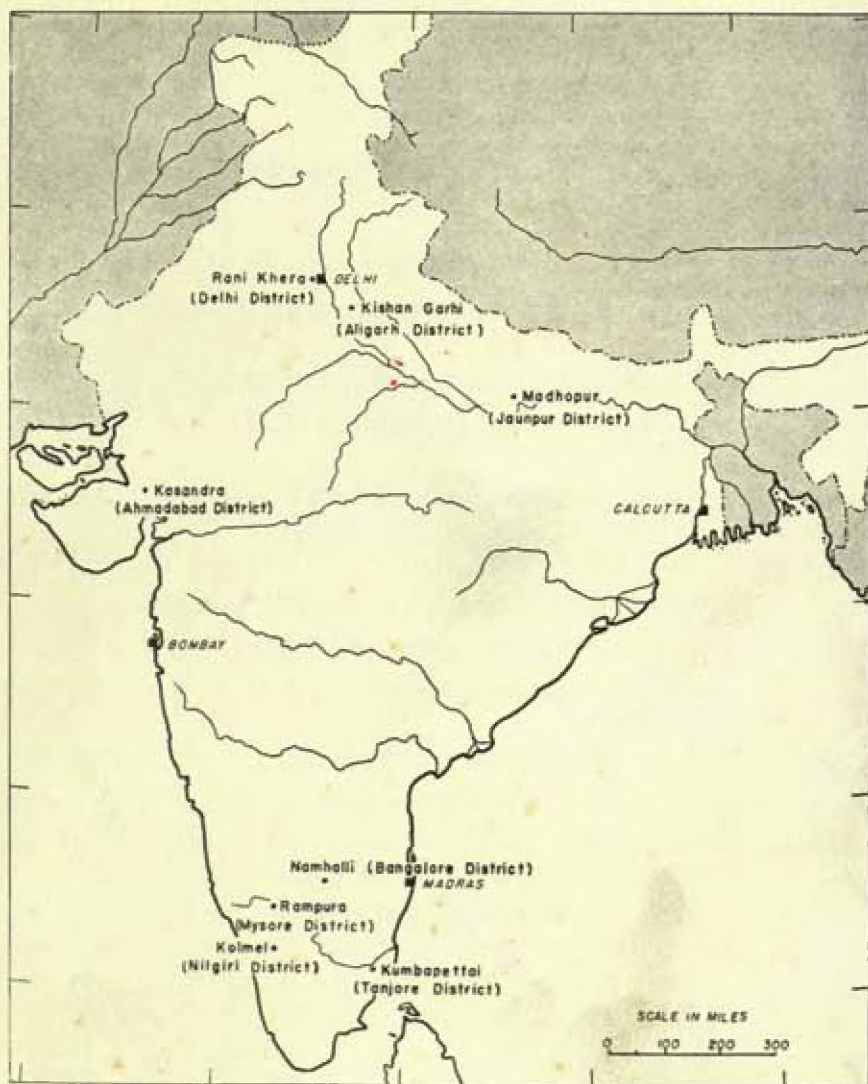 Rani Khera DELHI
(Delhi District)
Kishan Garhi
(Aligarh District)
Madhopur
(Jaunpur District)
Kasandra
(Ahmadabad District)
CALCUTTA
BOMBAY
Namhalli (Bangalore District)
MADRAS
Rampura
(Mysore District)
Kolmel
(Nilgiri District)
Kumbapettai
(Tanjore District)
SCALE IN MILES
0 100 200 300